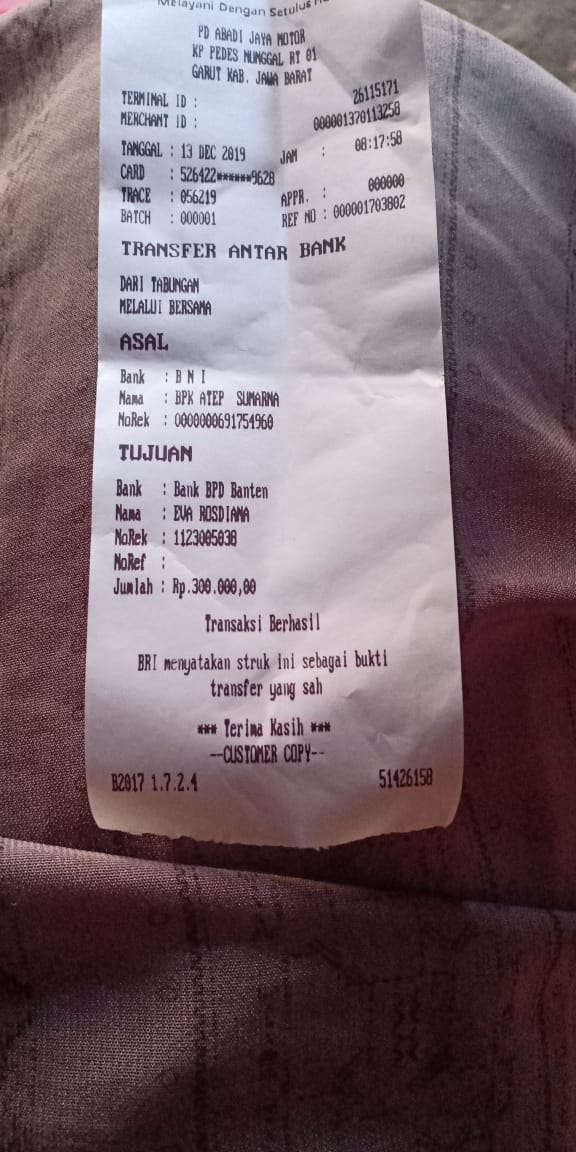 Melayani Dengan Setulus
PD ABADI JAYA MOTOR
KP PEDES NUNGGAL RT 01
GARUT KAB. JAWA BARAT
TERMINAL ID : 26115171
MERCHANT ID : 000001370113258
TANGGAL : 13 DEC 2019 JAM : 08:17:58
CARD : 526422******9628
TRACE : 056219 APPR. : 000000
BATCH : 000001 REF NO : 000001703802
TRANSFER ANTAR BANK
DARI TABUNGAN
MELALUI BERSAMA
ASAL
Bank : B N I
Nama : BPK ATEP SUMARNA
NoRek : 0000000691754960
TUJUAN
Bank : Bank BPD Banten
Nama : EVA ROSDIANA
NoRek : 1123005038
NoRef :
Jumlah : Rp.300.000,00
Transaksi Berhasil
BRI menyatakan struk ini sebagai bukti
transfer yang sah
*** Terima Kasih ***
--CUSTOMER COPY--
B2017 1.7.2.4 51426158